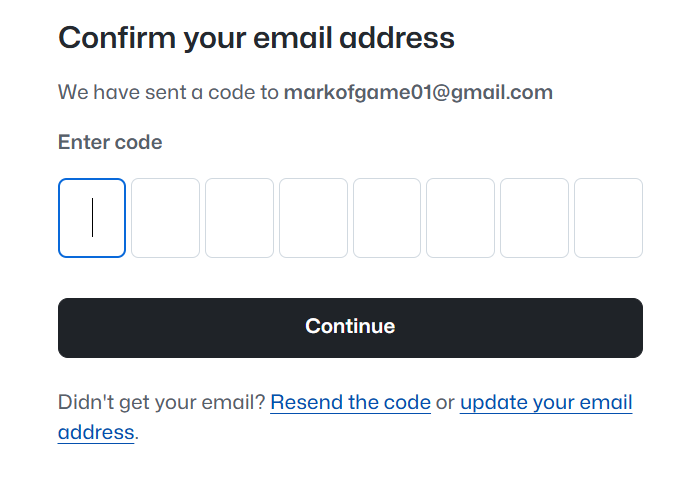 Confirm your email address
We have sent a code to markofgame01@gmail.com
Enter code
Continue
Didn't get your email? Resend the code or update your email
address.